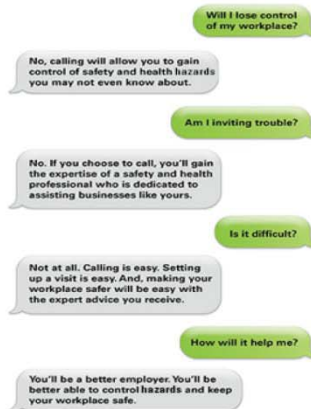 Will I lose control
of my workplace?
No, calling will allow you to gain
control of safety and health hazards
you may not even know about.
Am I inviting trouble?
No. If you choose to call, you'll gain
the expertise of a safety and health
professional who is dedicated to
assisting businesses like yours.
Is it difficult?
Not at all. Calling is easy. Setting
up a visit is easy. And, making your
workplace safer will be easy with
the expert advice you receive.
How will it help me?
You'll be a better employer. You'll be
better able to control hazards and keep
your workplace safe.